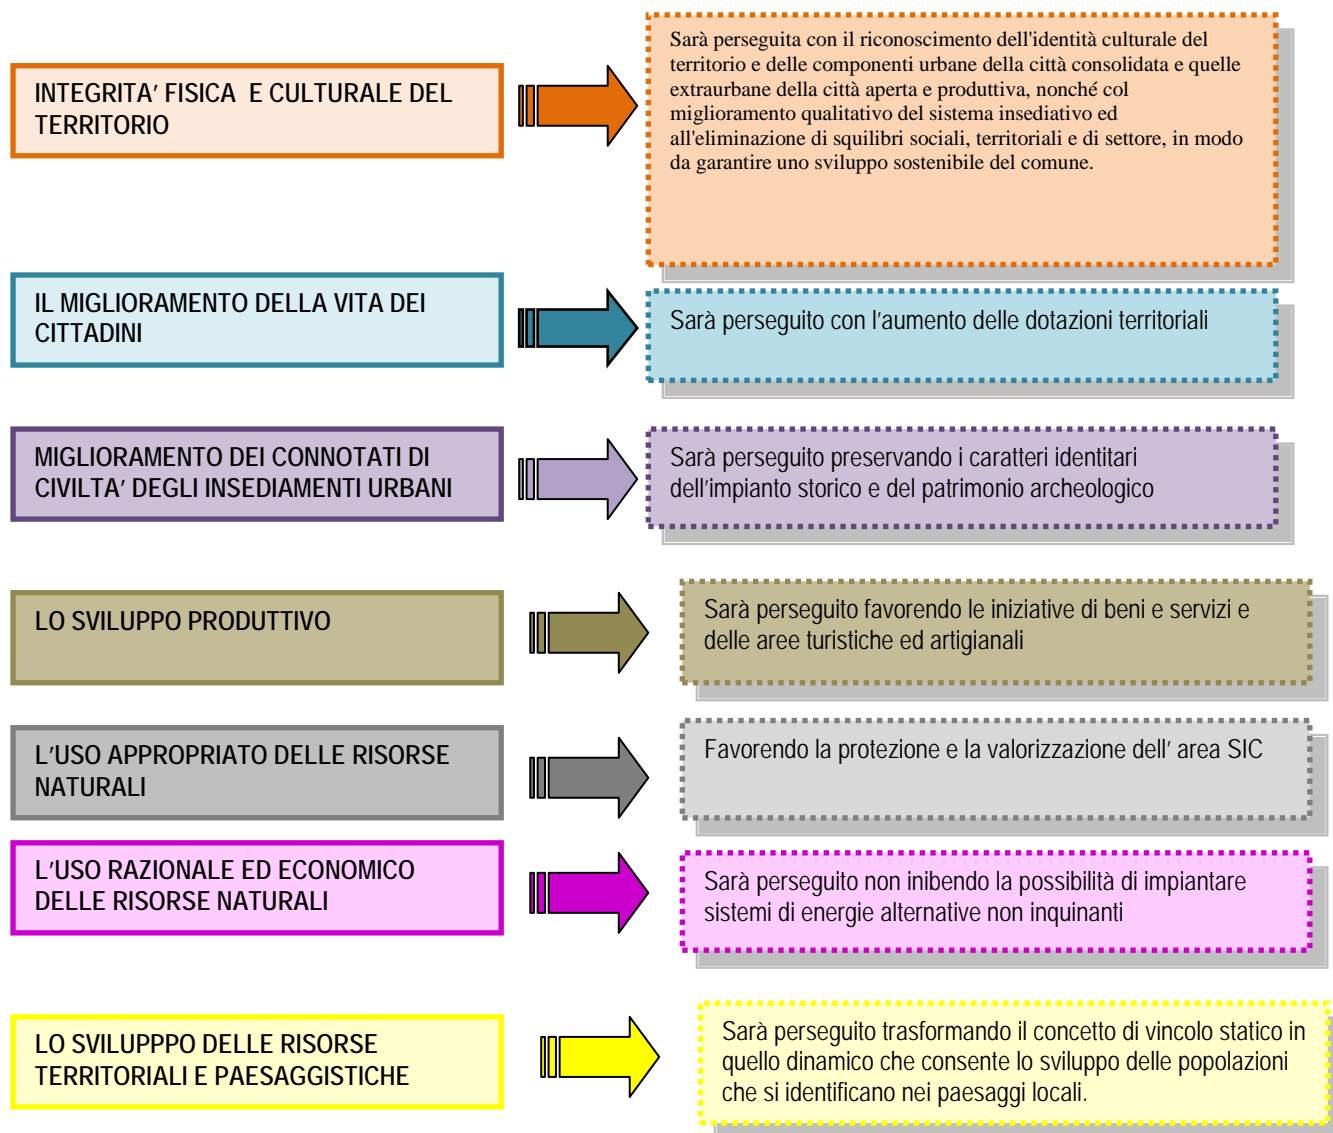 INTEGRITA' FISICA  E CULTURALE DEL
TERRITORIO
Sarà perseguita con il riconoscimento dell'identità culturale del
territorio e delle componenti urbane della città consolidata e quelle
extraurbane della città aperta e produttiva, nonché col
miglioramento qualitativo del sistema insediativo ed
all'eliminazione di squilibri sociali, territoriali e di settore, in modo
da garantire uno sviluppo sostenibile del comune.
IL MIGLIORAMENTO DELLA VITA DEI
CITTADINI
Sarà perseguito con l'aumento delle dotazioni territoriali
MIGLIORAMENTO DEI CONNOTATI DI
CIVILTA' DEGLI INSEDIAMENTI URBANI
Sarà perseguito preservando i caratteri identitari
dell'impianto storico e del patrimonio archeologico
LO SVILUPPO PRODUTTIVO
Sarà perseguito favorendo le iniziative di beni e servizi e
delle aree turistiche ed artigianali
L'USO APPROPRIATO DELLE RISORSE
NATURALI
Favorendo la protezione e la valorizzazione dell' area SIC
L'USO RAZIONALE ED ECONOMICO
DELLE RISORSE NATURALI
Sarà perseguito non inibendo la possibilità di impiantare
sistemi di energie alternative non inquinanti
LO SVILUPPPO DELLE RISORSE
TERRITORIALI E PAESAGGISTICHE
Sarà perseguito trasformando il concetto di vincolo statico in
quello dinamico che consente lo sviluppo delle popolazioni
che si identificano nei paesaggi locali.